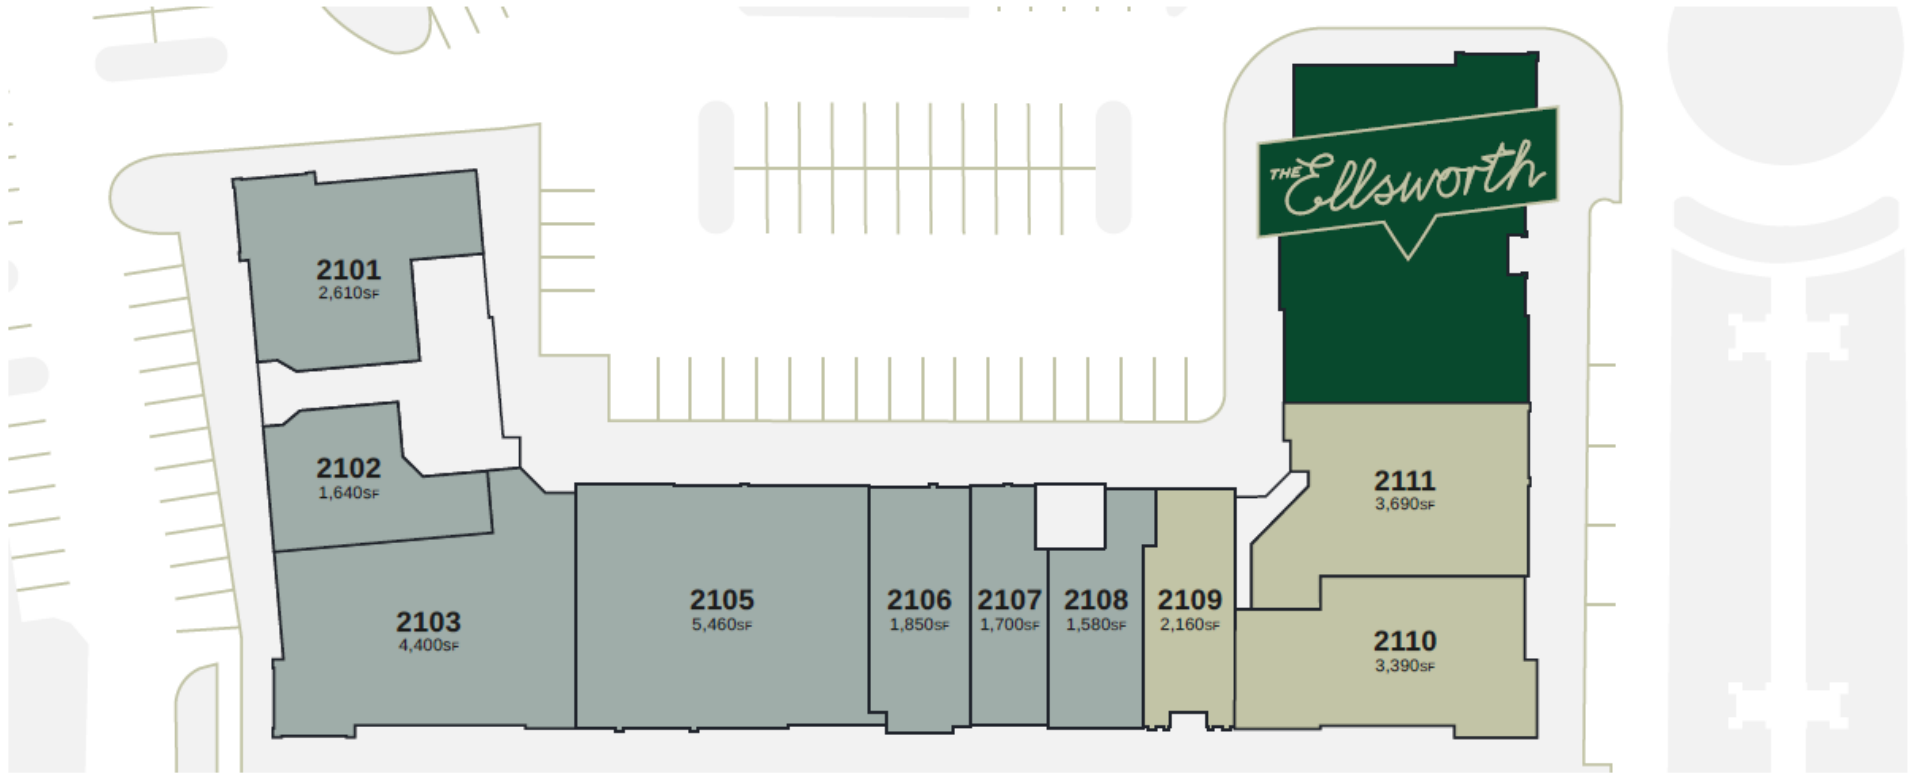 THE Ellsworth
2101
2,610SF
2102
1,640SF
2103
4,400SF
2105
5,460SF
2106
1,850SF
2107
1,700SF
2108
1,580SF
2109
2,160SF
2111
3,690SF
2110
3,390SF